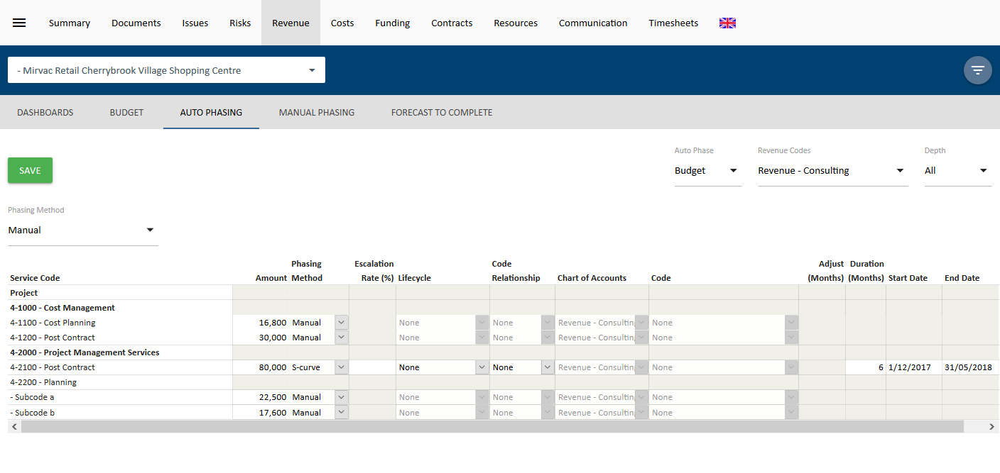 Summary Documents Issues Risks Revenue Costs Funding Contracts Resources Communication Timesheets
- Mirvac Retail Cherrybrook Village Shopping Centre
DASHBOARDS BUDGET AUTO PHASING MANUAL PHASING FORECAST TO COMPLETE
Auto Phase Revenue Codes Depth
SAVE Budget Revenue - Consulting All
Phasing Method
Manual
Phasing Escalation Code Adjust Duration
Service Code Amount Method Rate (%) Lifecycle Relationship Chart of Accounts Code (Months) (Months) Start Date End Date
Project
4-1000 - Cost Management
4-1100 - Cost Planning 16,800 Manual None None Revenue - Consulting None
4-1200 - Post Contract 30,000 Manual None None Revenue - Consulting None
4-2000 - Project Management Services
4-2100 - Post Contract 80,000 S-curve None None Revenue - Consulting None 6 1/12/2017 31/05/2018
4-2200 - Planning
- Subcode a 22,500 Manual None None Revenue - Consulting None
- Subcode b 17,600 Manual None None Revenue - Consulting None